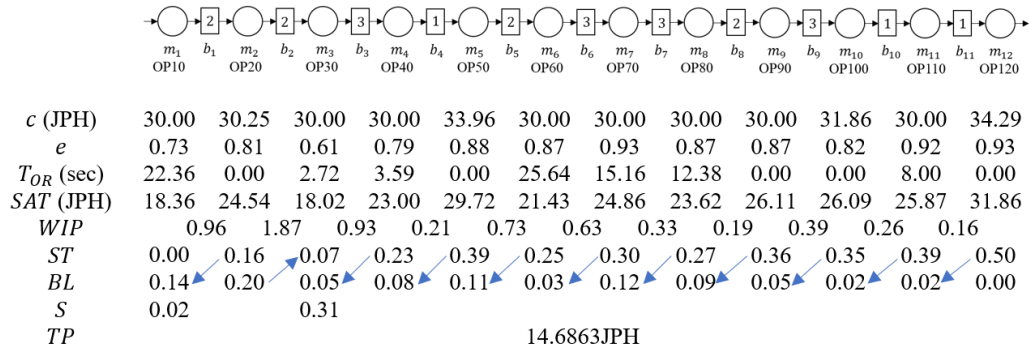 2 2 3 1 2 3 3 2 3 1 1
m₁ b₁ m₂ b₂ m₃ b₃ m₄ b₄ m₅ b₅ m₆ b₆ m₇ b₇ m₈ b₈ m₉ b₉ m₁₀ b₁₀ m₁₁ b₁₁ m₁₂
OP10 OP20 OP30 OP40 OP50 OP60 OP70 OP80 OP90 OP100 OP110 OP120
c (JPH) 30.00 30.25 30.00 30.00 33.96 30.00 30.00 30.00 30.00 31.86 30.00 34.29
e 0.73 0.81 0.61 0.79 0.88 0.87 0.93 0.87 0.87 0.82 0.92 0.93
T_OR (sec) 22.36 0.00 2.72 3.59 0.00 25.64 15.16 12.38 0.00 0.00 8.00 0.00
SAT (JPH) 18.36 24.54 18.02 23.00 29.72 21.43 24.86 23.62 26.11 26.09 25.87 31.86
WIP 0.96 1.87 0.93 0.21 0.73 0.63 0.33 0.19 0.39 0.26 0.16
ST 0.00 0.16 0.07 0.23 0.39 0.25 0.30 0.27 0.36 0.35 0.39 0.50
BL 0.14 0.20 0.05 0.08 0.11 0.03 0.12 0.09 0.05 0.02 0.02 0.00
S 0.02 0.31
TP 14.6863JPH